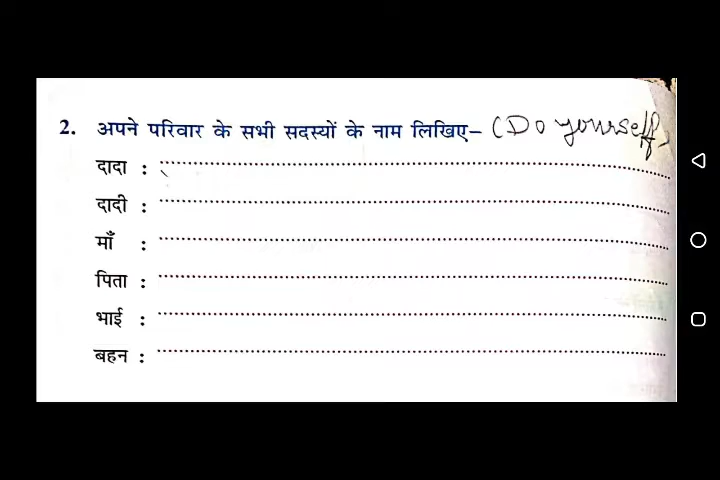 2. अपने परिवार के सभी सदस्यों के नाम लिखिए– (Do yourself)
दादा :
दादी :
माँ :
पिता :
भाई :
बहन :